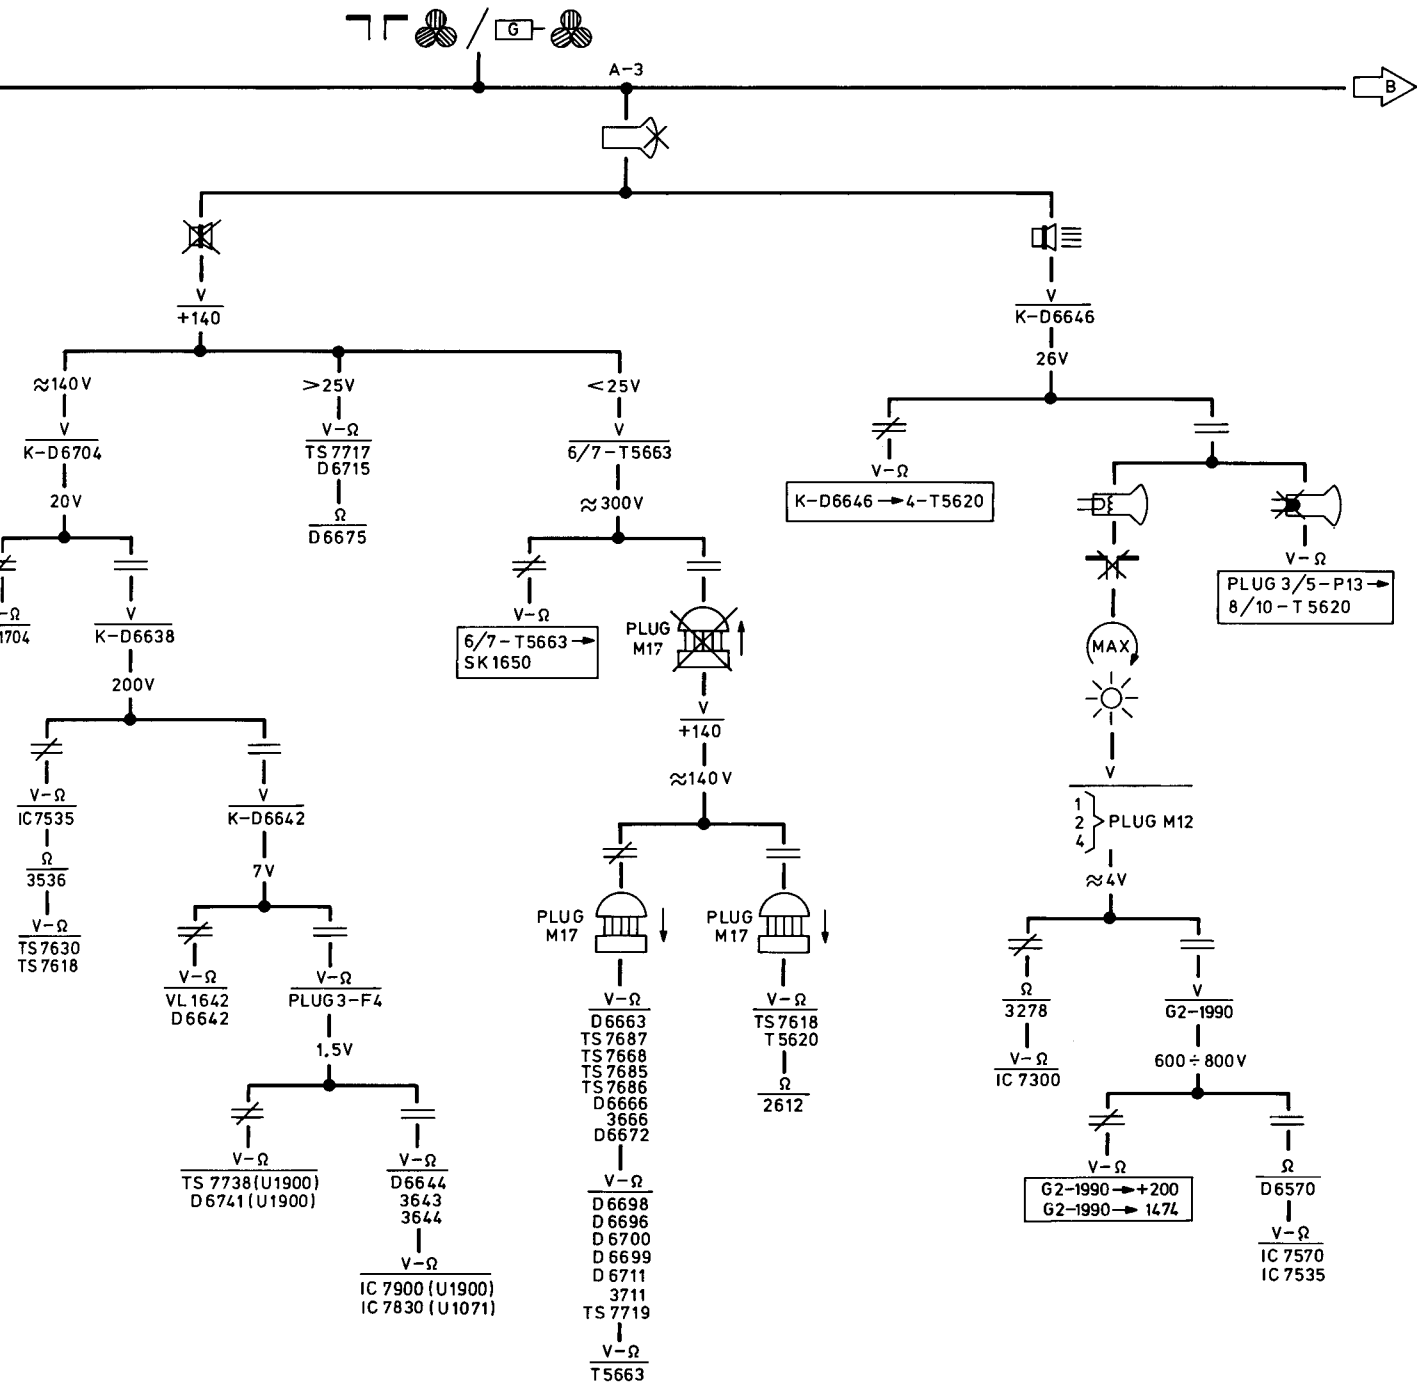 G
A-3
B
V
+140
V
K-D6646
26V
≈140V
>25V
<25V
V
K-D6704
V-Ω
TS7717
D6715
V
6/7-T5663
V-Ω
K-D6646→4-T5620
20V
Ω
D6675
≈300V
V-Ω
PLUG 3/5-P13→
8/10-T5620
-Ω
1704
V
K-D6638
V-Ω
6/7-T5663→
SK1650
PLUG
M17
MAX
200V
V
+140
≈140V
V
1
2
4
PLUG M12
V-Ω
IC7535
V
K-D6642
Ω
3536
7V
≈4V
V-Ω
TS7630
TS7618
PLUG
M17
PLUG
M17
V-Ω
VL1642
D6642
V-Ω
PLUG3-F4
1.5V
V-Ω
D6663
TS7687
TS7668
TS7685
TS7686
D6666
3666
D6672
V-Ω
TS7618
T5620
Ω
2612
Ω
3278
V-Ω
IC 7300
V
G2-1990
600÷800V
V-Ω
TS 7738(U1900)
D6741(U1900)
V-Ω
D6644
3643
3644
V-Ω
IC 7900 (U1900)
IC 7830 (U1071)
V-Ω
D6698
D6696
D6700
D6699
D6711
3711
TS7719
V-Ω
T5663
V-Ω
G2-1990→+200
G2-1990→1474
Ω
D6570
V-Ω
IC 7570
IC 7535